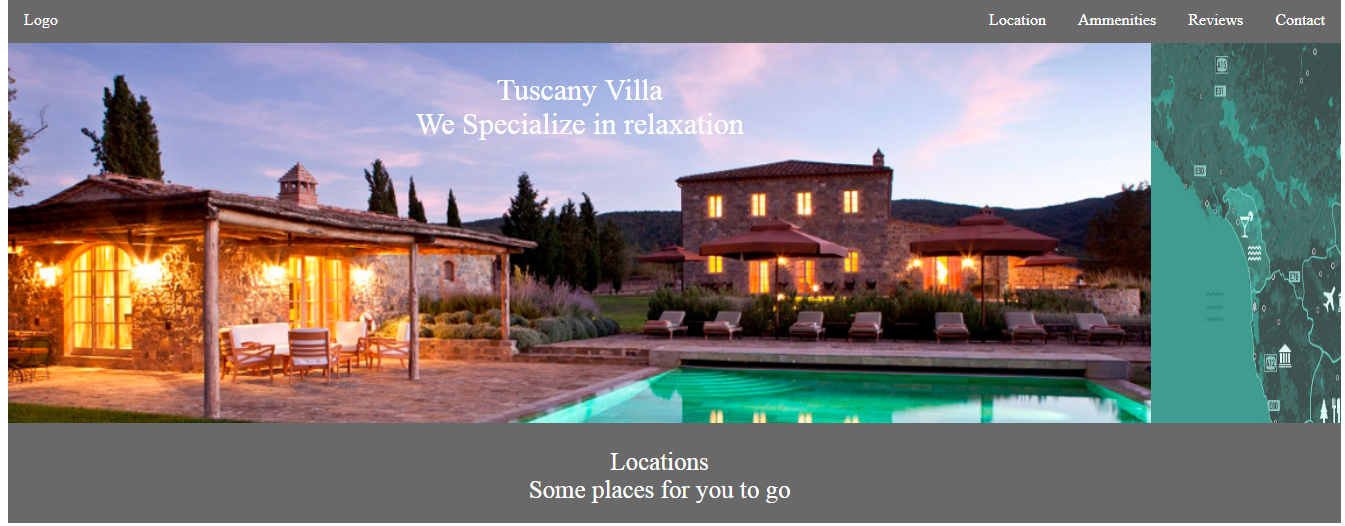 Logo
Location Ammenities Reviews Contact
Tuscany Villa
We Specialize in relaxation
Locations
Some places for you to go